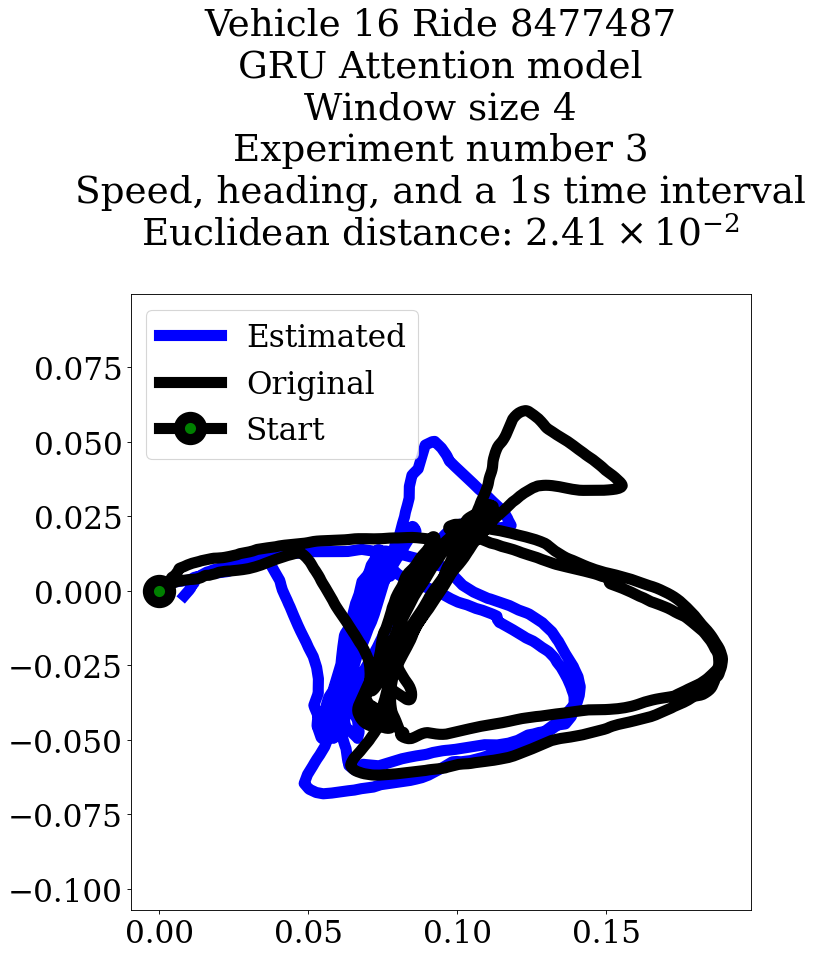 Vehicle 16 Ride 8477487
GRU Attention model
Window size 4
Experiment number 3
Speed, heading, and a 1s time interval
Euclidean distance: 2.41 × 10⁻²
Estimated
Original
Start
0.075
0.050
0.025
0.000
−0.025
−0.050
−0.075
−0.100
0.00 0.05 0.10 0.15